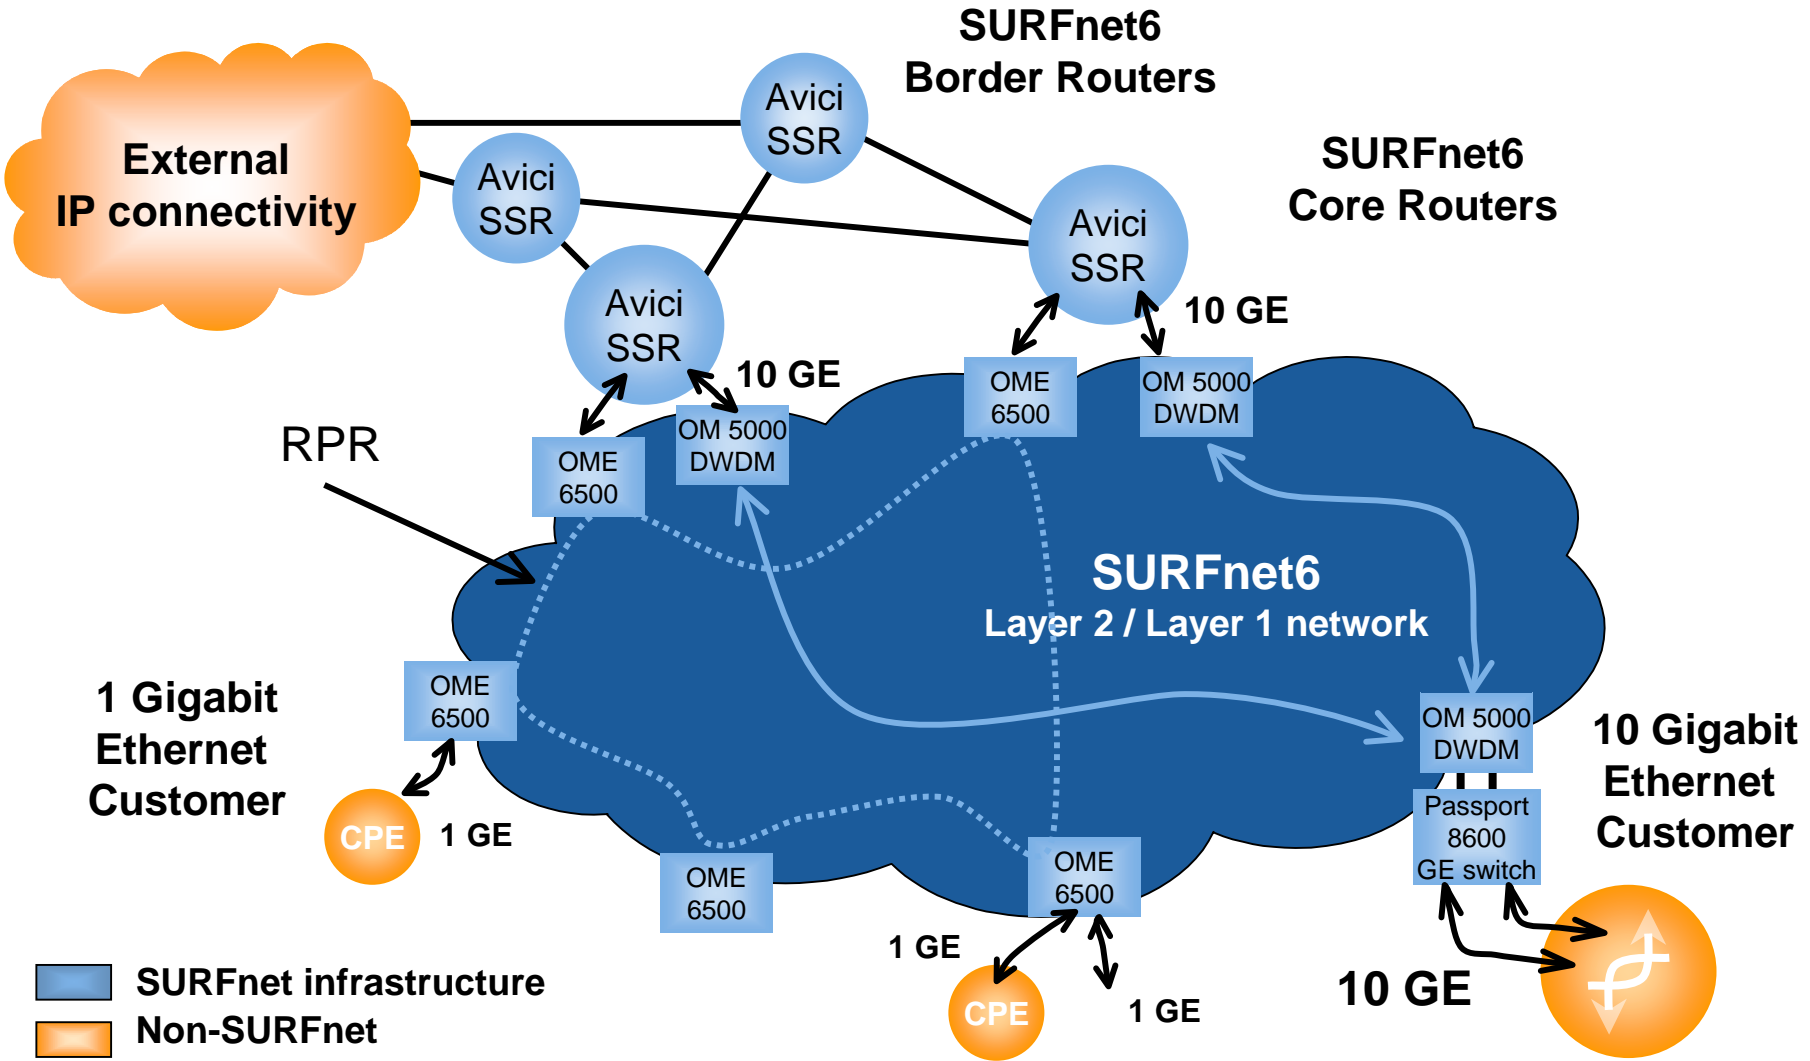 SURFnet6
Border Routers
Avici
SSR
External
IP connectivity
Avici
SSR
SURFnet6
Core Routers
Avici
SSR
Avici
SSR
10 GE
10 GE
OME
6500
OM 5000
DWDM
RPR
OME
6500
OM 5000
DWDM
SURFnet6
Layer 2 / Layer 1 network
1 Gigabit
Ethernet
Customer
OME
6500
CPE
1 GE
OM 5000
DWDM
10 Gigabit
Ethernet
Customer
Passport
8600
GE switch
OME
6500
OME
6500
1 GE
CPE
1 GE
10 GE
SURFnet infrastructure
Non-SURFnet